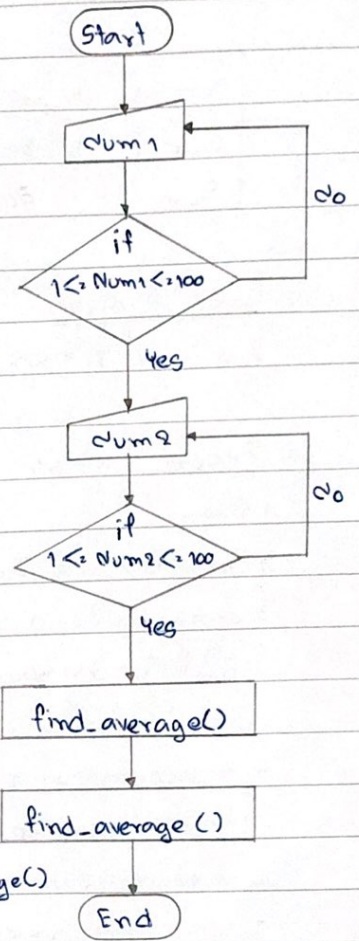 Start
Num1
No
if
1<=Num1<=100
Yes
Num2
No
if
1<=Num2<=100
Yes
find_average()
find_average ()
ge()
End